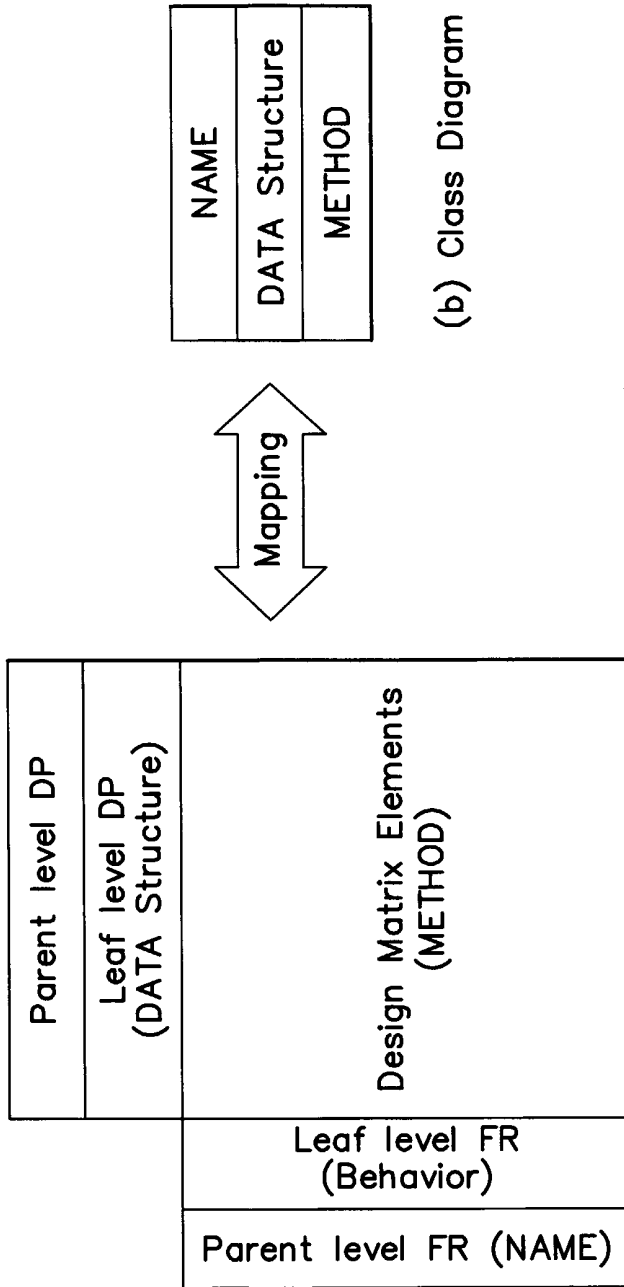 Parent level DP
Leaf level DP
(DATA Structure)
Parent level FR (NAME)
Leaf level FR
(Behavior)
Design Matrix Elements
(METHOD)
Mapping
NAME
DATA Structure
METHOD
(b) Class Diagram